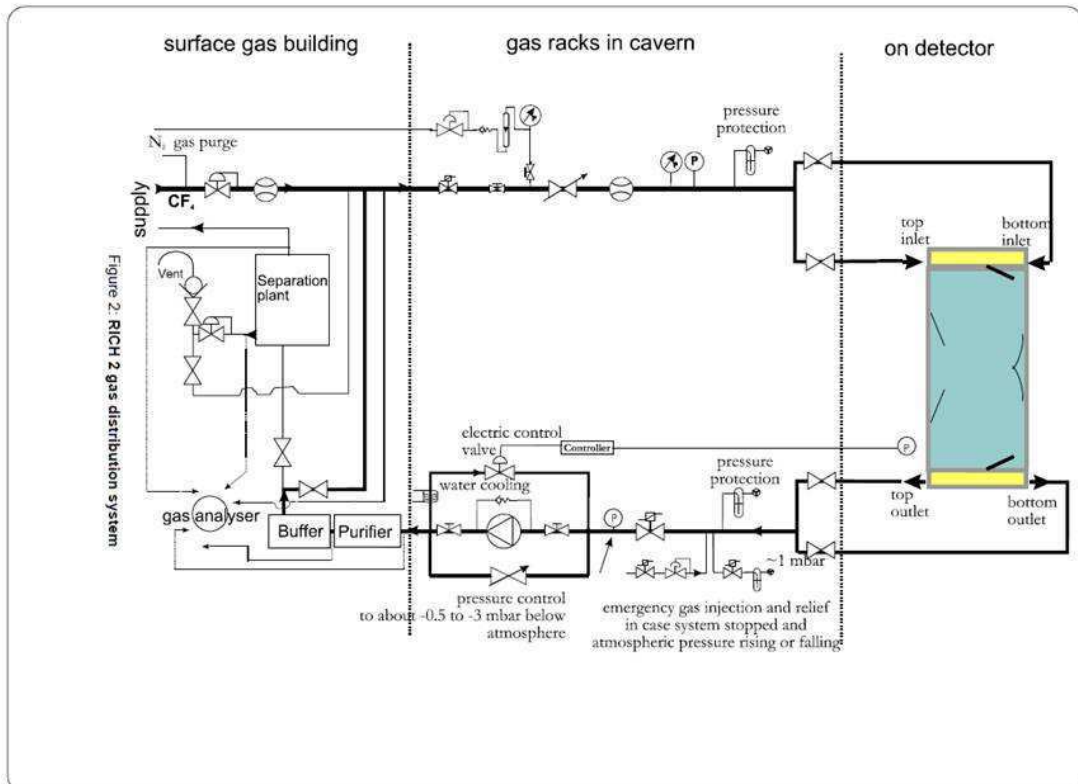 surface gas building
gas racks in cavern
on detector
N₂ gas purge
CF₄
supply
pressure
protection
P
top
inlet
bottom
inlet
Vent
Separation
plant
Figure 2: RICH 2 gas distribution system
electric control
valve
Controller
P
water cooling
pressure
protection
top
outlet
bottom
outlet
P
gas analyser
Buffer
Purifier
~1 mbar
pressure control
to about -0.5 to -3 mbar below
atmosphere
emergency gas injection and relief
in case system stopped and
atmospheric pressure rising or falling